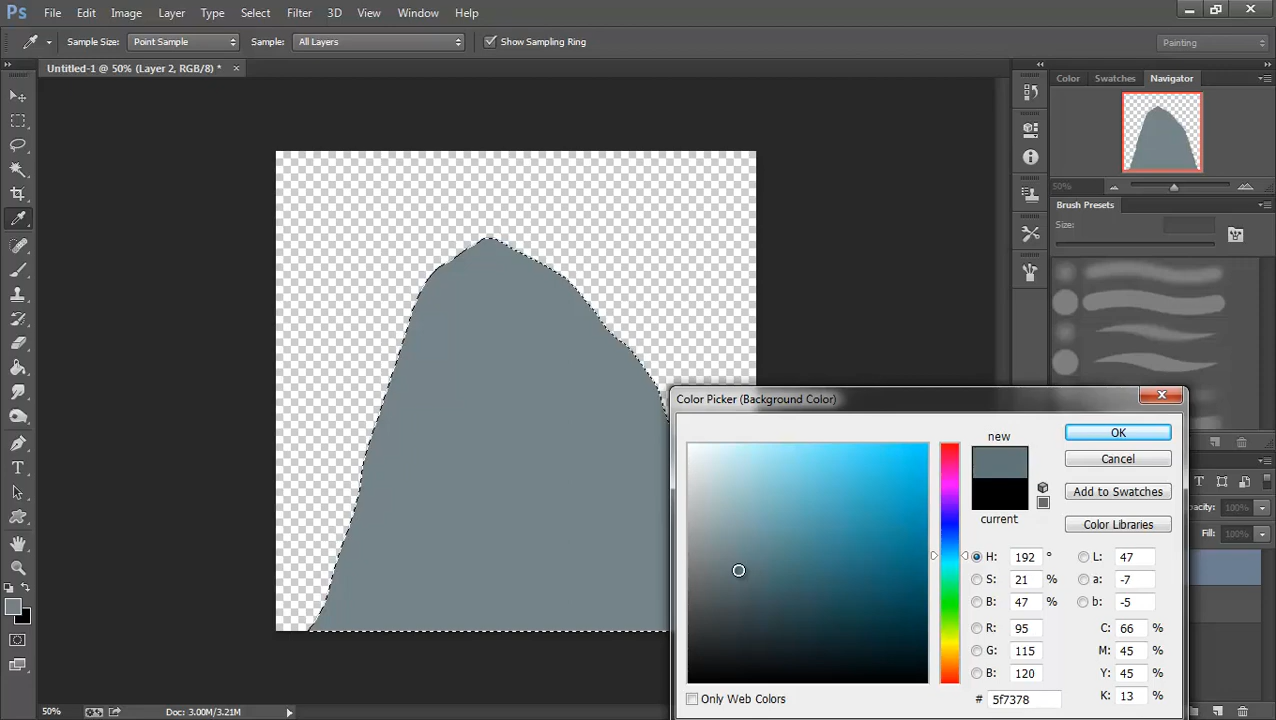 Ps File Edit Image Layer Type Select Filter 3D View Window Help
Sample Size: Point Sample Sample: All Layers Show Sampling Ring Painting
Untitled-1 @ 50% (Layer 2, RGB/8) * ×
Color Swatches Navigator
50%
Brush Presets
Size:
Color Picker (Background Color)
new
current
OK
Cancel
Add to Swatches
Color Libraries
H: 192 °
S: 21 %
B: 47 %
R: 95
G: 115
B: 120
# 5f7378
L: 47
a: -7
b: -5
C: 66 %
M: 45 %
Y: 45 %
K: 13 %
Only Web Colors
T
pacity: 100%
Fill: 100%
50% Doc: 3.00M/3.21M